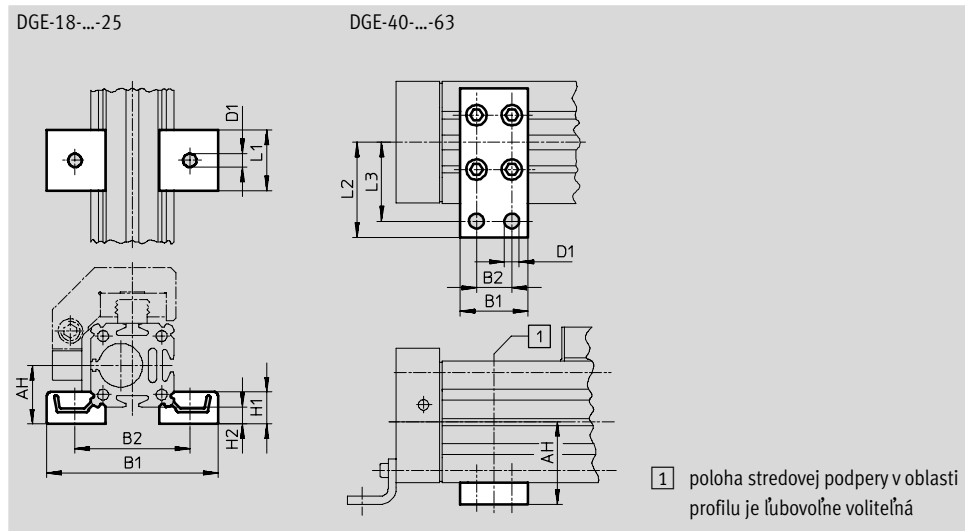 DGE-18-...-25
DGE-40-...-63
D1
L1
L2
L3
D1
B2
B1
1
AH
H1
H2
B2
B1
AH
1 poloha stredovej podpery v oblasti
profilu je ľubovoľne voliteľná